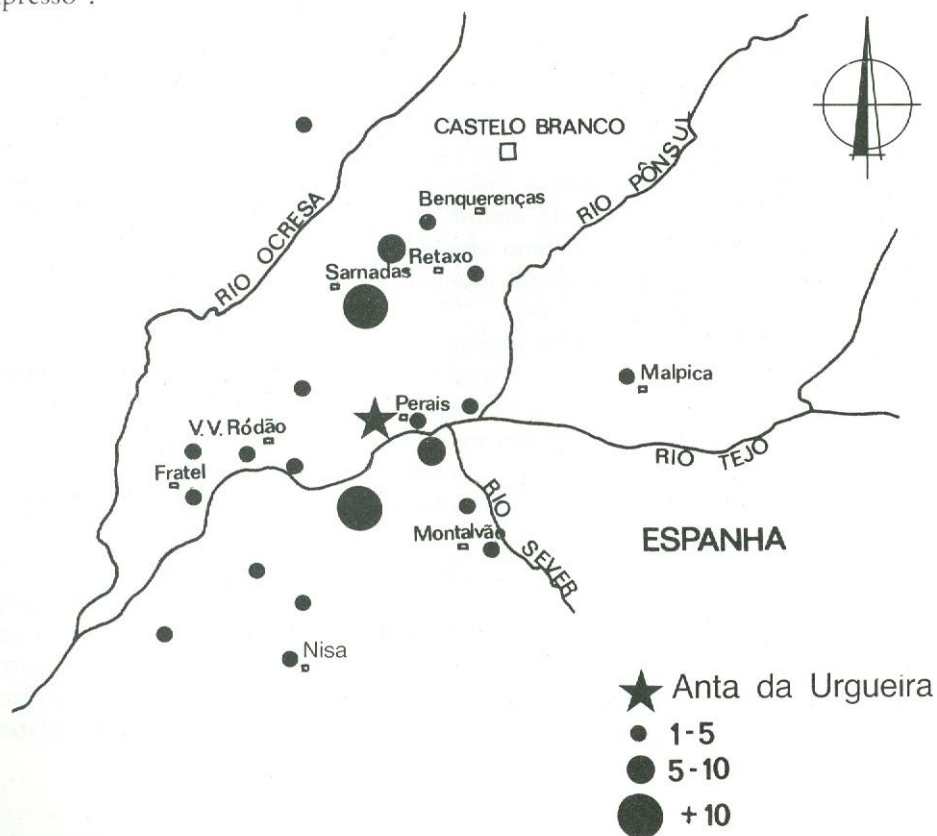 CASTELO BRANCO
RIO PÔNSUL
Benquerenças
RIO OCRESA
Retaxo
Sarnadas
Malpica
Perais
V.V. Ródão
RIO TEJO
Fratel
RIO SEVER
Montalvão
ESPANHA
Nisa
Anta da Urgueira
1-5
5-10
+10